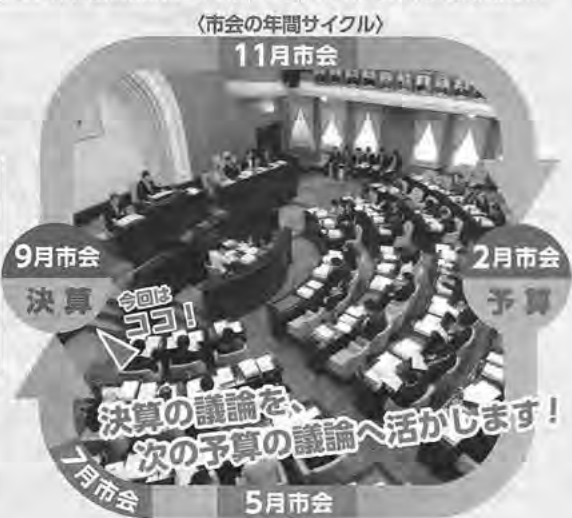 〈市会の年間サイクル〉
11月市会
9月市会
決算
2月市会
予算
今回は
ココ！
決算の議論を、
次の予算の議論へ活かします！
7月市会
5月市会